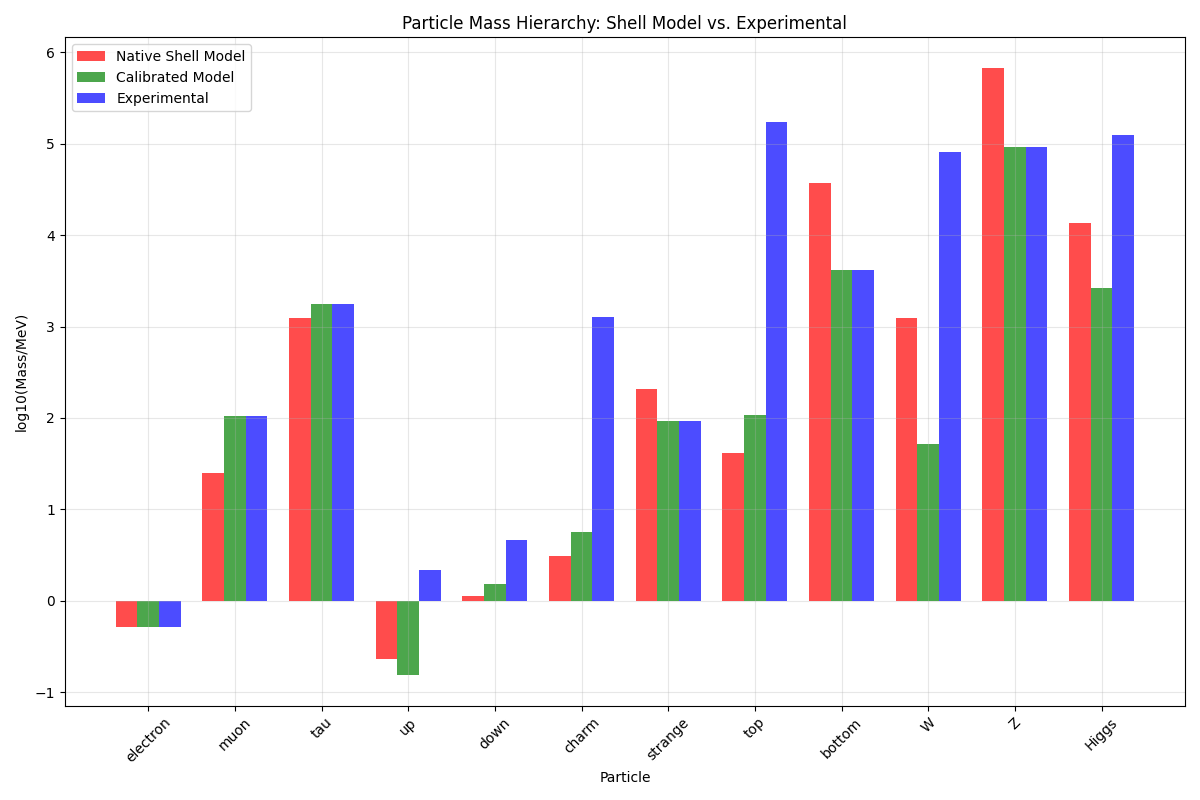 Particle Mass Hierarchy: Shell Model vs. Experimental
Native Shell Model
Calibrated Model
Experimental
log10(Mass/MeV)
6
5
4
3
2
1
0
−1
electron
muon
tau
up
down
charm
strange
top
bottom
W
Z
Higgs
Particle